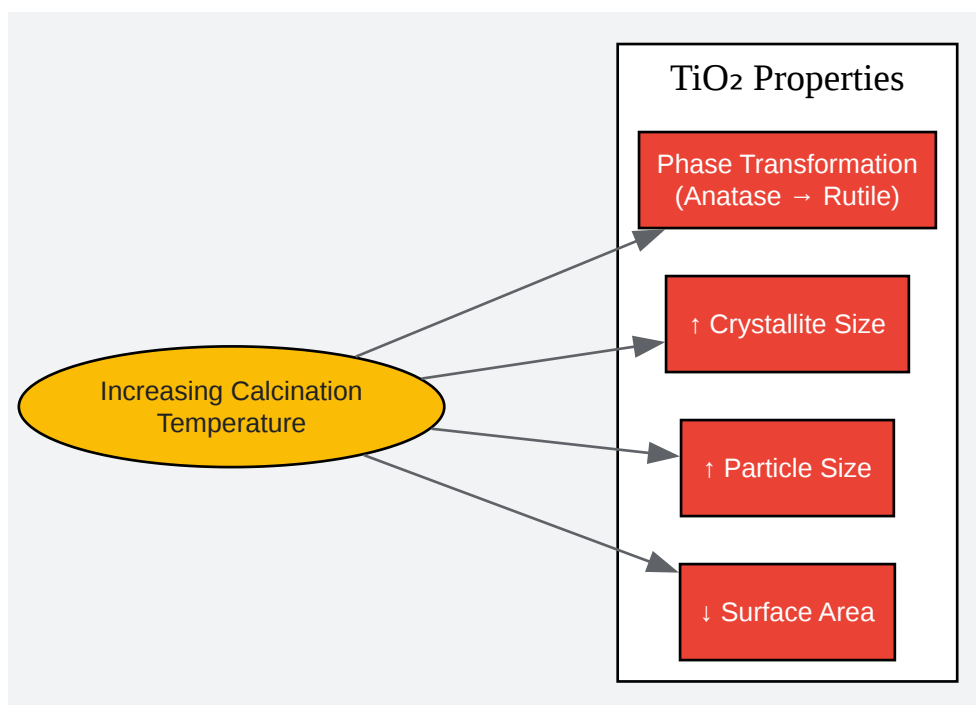 TiO₂ Properties
Phase Transformation
(Anatase → Rutile)
↑ Crystallite Size
Increasing Calcination
Temperature
↑ Particle Size
↓ Surface Area